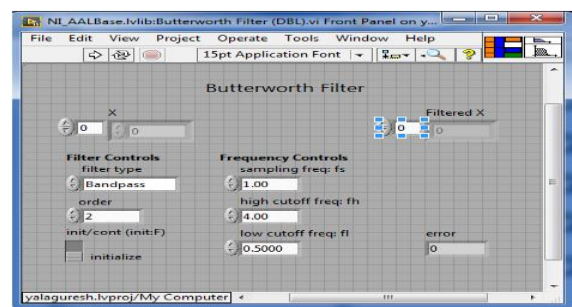 NI_AALBase.lvlib:Butterworth Filter (DBL).vi Front Panel on y...
File Edit View Project Operate Tools Window Help
15pt Application Font
Butterworth Filter
X
Filtered X
0 0
0 0
Filter Controls
Frequency Controls
filter type
sampling freq: fs
Bandpass
1.00
order
high cutoff freq: fh
2
4.00
init/cont (init:F)
low cutoff freq: fl
error
initialize
0.5000
0
yalaguresh.lvproj/My Computer